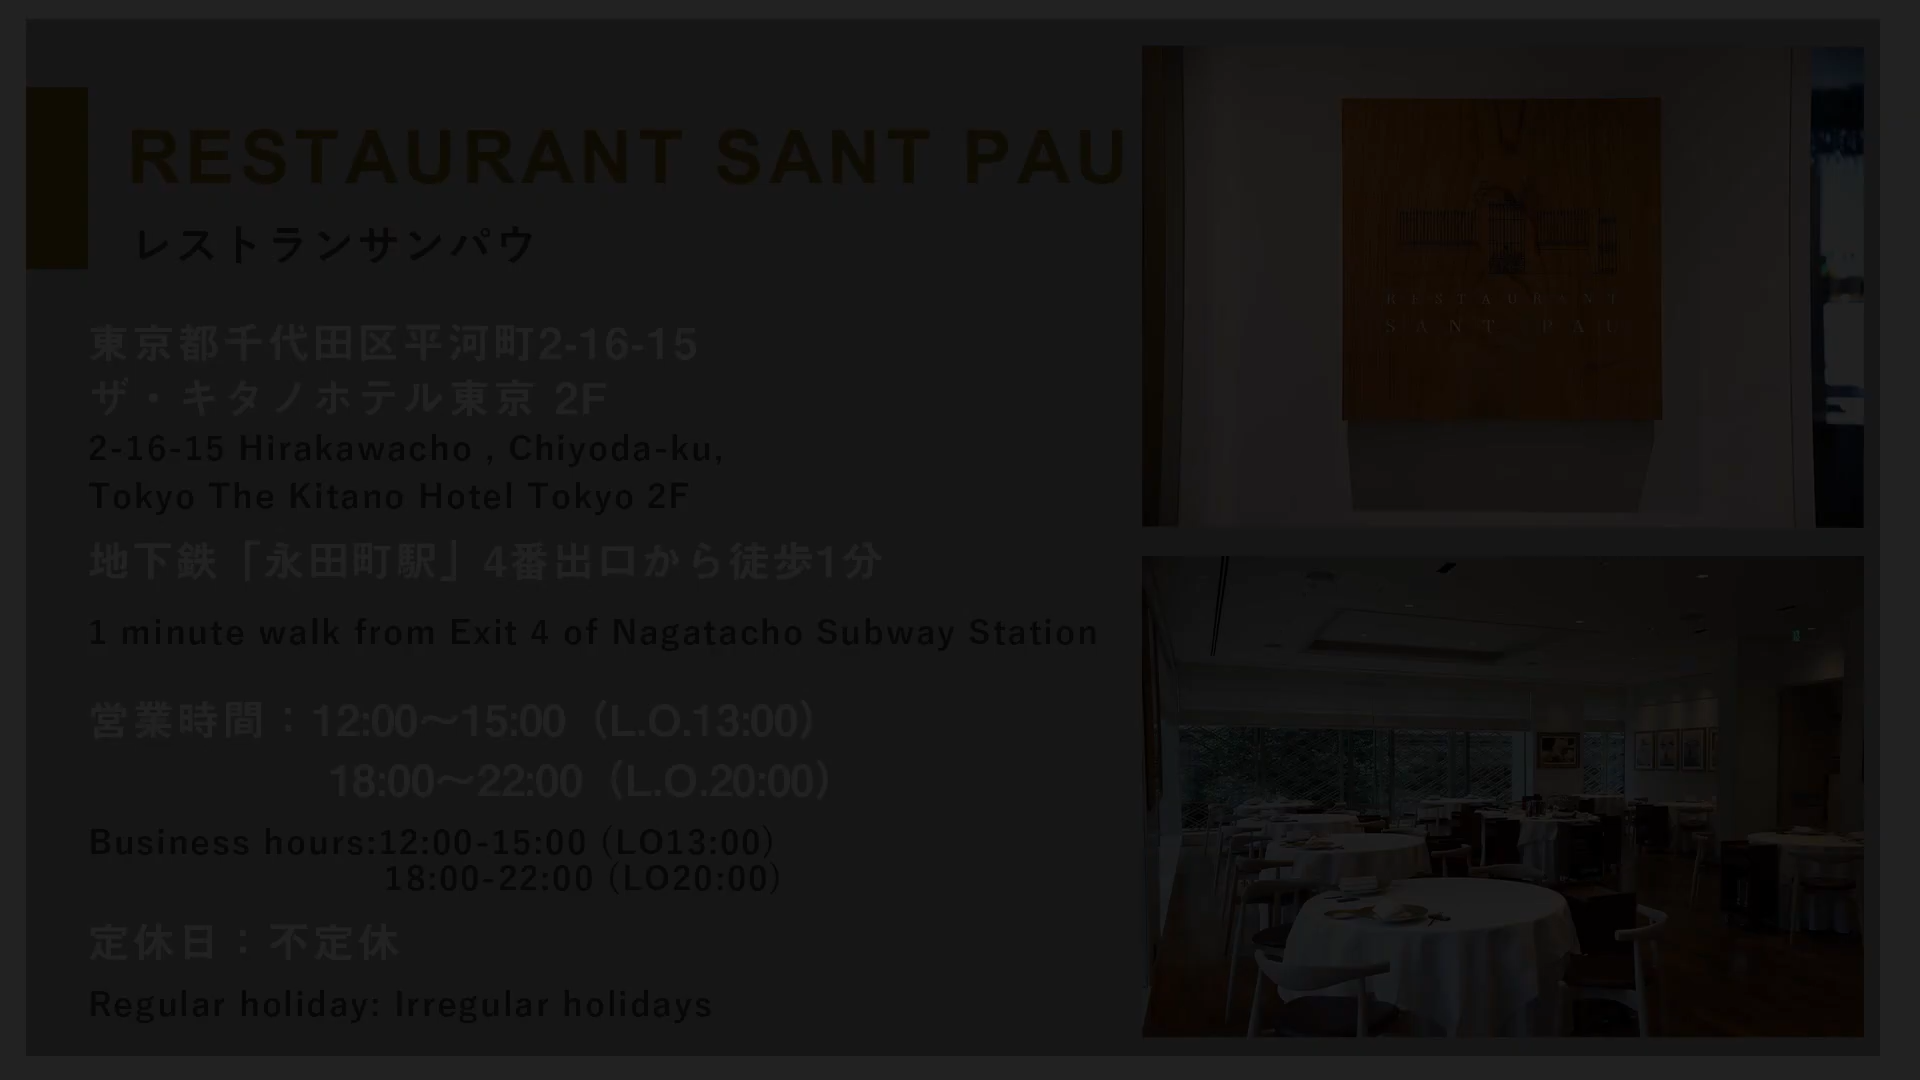 RESTAURANT SANT PAU
レストランサンパウ
東京都千代田区平河町2-16-15
ザ・キタノホテル東京 2F
2-16-15 Hirakawacho , Chiyoda-ku,
Tokyo The Kitano Hotel Tokyo 2F
地下鉄「永田町駅」4番出口から徒歩1分
1 minute walk from Exit 4 of Nagatacho Subway Station
営業時間：12:00〜15:00（L.O.13:00）
18:00〜22:00（L.O.20:00）
Business hours:12:00-15:00 (LO13:00)
18:00-22:00 (LO20:00)
定休日：不定休
Regular holiday: Irregular holidays
RESTAURANT
SANT PAU